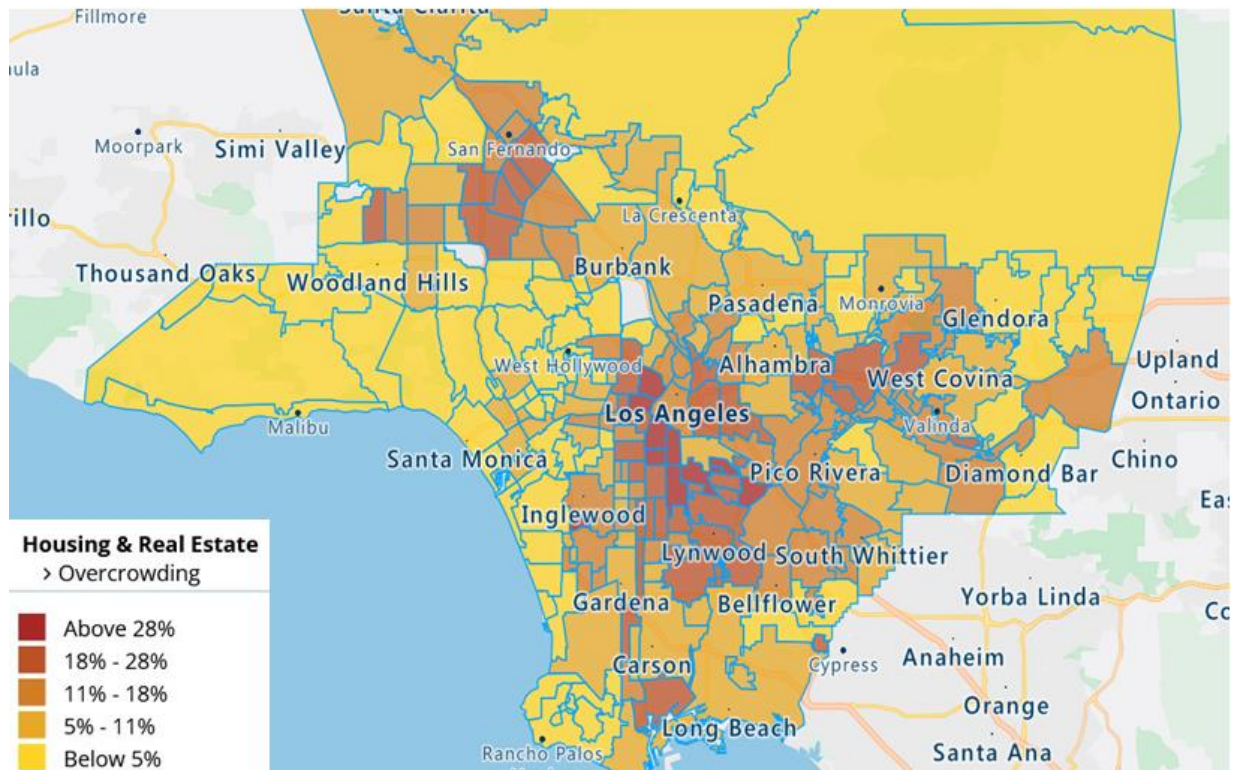 Santa Clarita
Fillmore
Moorpark
Simi Valley
San Fernando
La Crescenta
Thousand Oaks
Woodland Hills
Burbank
Pasadena
Monrovia
Glendora
West Hollywood
Alhambra
West Covina
Upland
Ontario
Los Angeles
Malibu
Valinda
Santa Monica
Pico Rivera
Diamond Bar
Chino
Inglewood
Lynwood
South Whittier
Gardena
Bellflower
Yorba Linda
Carson
Cypress
Anaheim
Orange
Long Beach
Rancho Palos
Santa Ana
Housing & Real Estate
> Overcrowding
Above 28%
18% - 28%
11% - 18%
5% - 11%
Below 5%